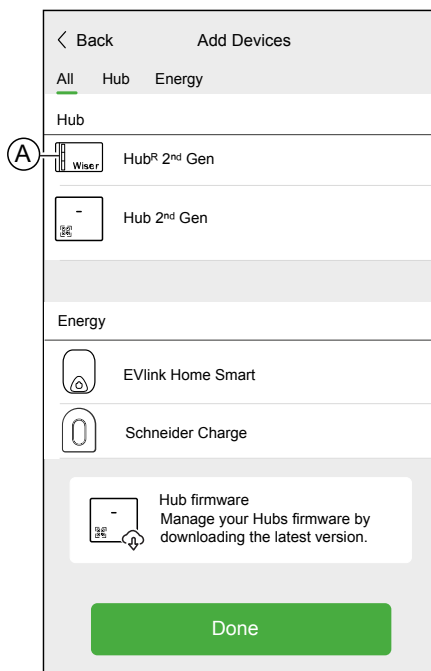 Back Add Devices
All Hub Energy
Hub
A
Wiser
Hubᴿ 2ⁿᵈ Gen
Hub 2ⁿᵈ Gen
Energy
EVlink Home Smart
Schneider Charge
Hub firmware
Manage your Hubs firmware by
downloading the latest version.
Done